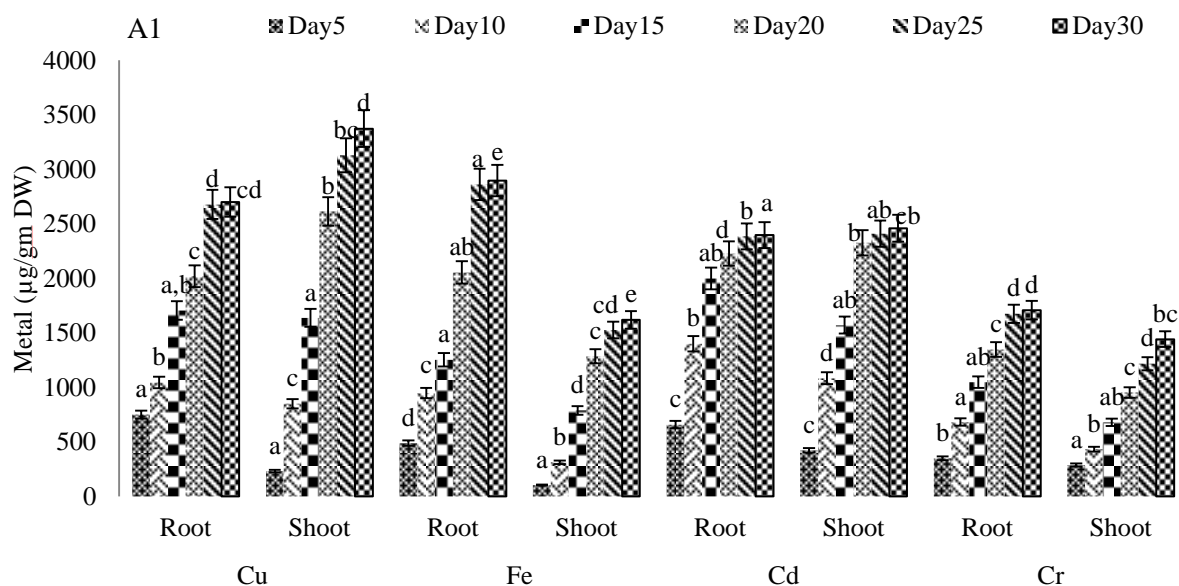 A1 Day5 Day10 Day15 Day20 Day25 Day30
Metal (µg/gm DW)
4000
3500
3000
2500
2000
1500
1000
500
0
a b a,b c d cd
a c a b bc d
d c a ab a e
a b d c cd e
c b ab d b a
c d ab b ab cb
b a ab c d d
a b ab c d bc
Root Shoot Root Shoot Root Shoot Root Shoot
Cu Fe Cd Cr